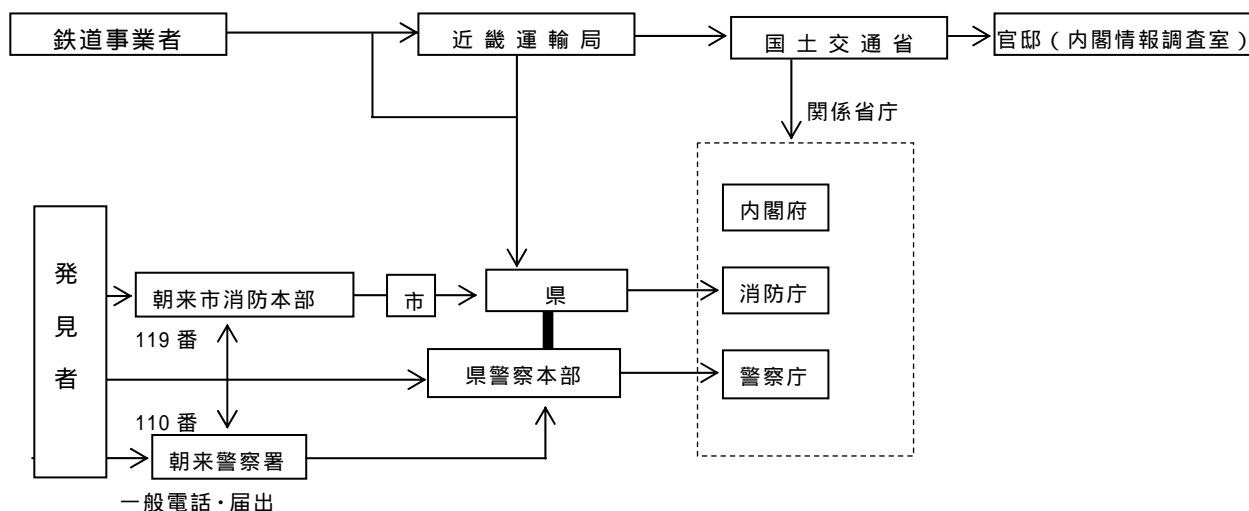 鉄道事業者
近畿運輸局
国土交通省
官邸（内閣情報調査室）
関係省庁
内閣府
発見者
朝来市消防本部
市
県
消防庁
119 番
県警察本部
警察庁
110 番
朝来警察署
一般電話・届出